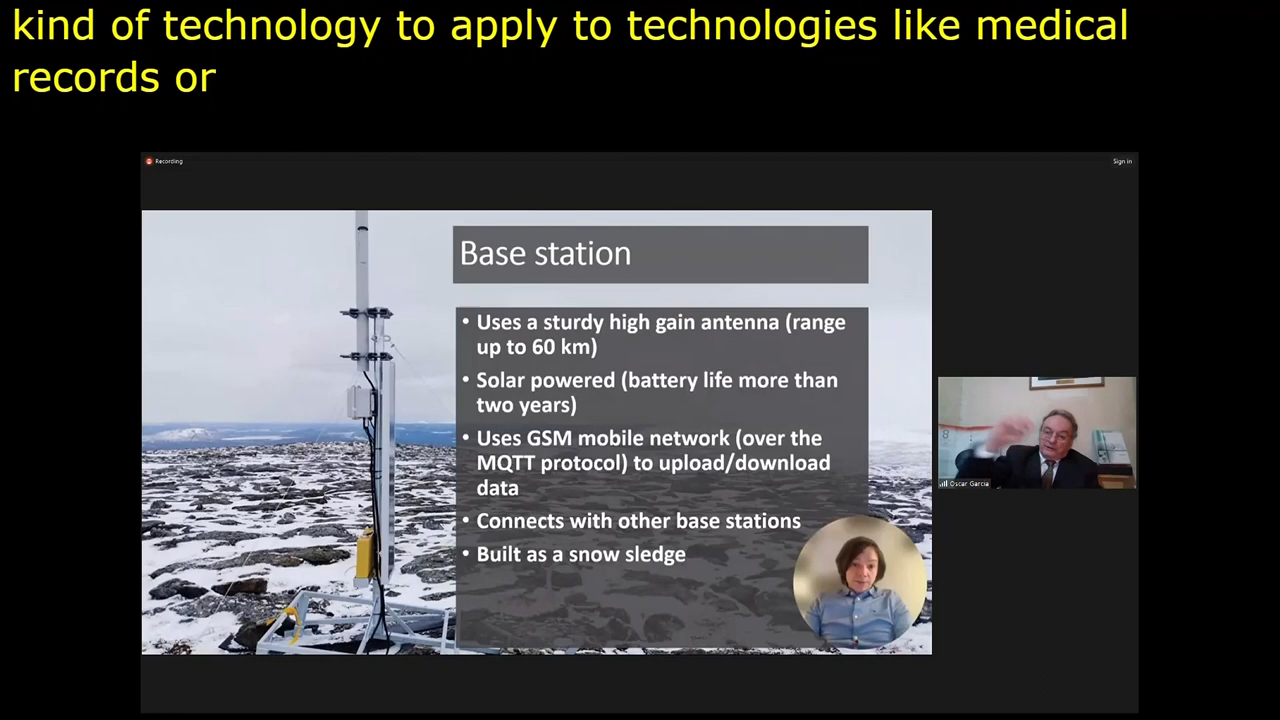 kind of technology to apply to technologies like medical
records or
Recording
Sign in
Base station
• Uses a sturdy high gain antenna (range
up to 60 km)
• Solar powered (battery life more than
two years)
• Uses GSM mobile network (over the
MQTT protocol) to upload/download
data
• Connects with other base stations
• Built as a snow sledge
8
Oscar Garcia